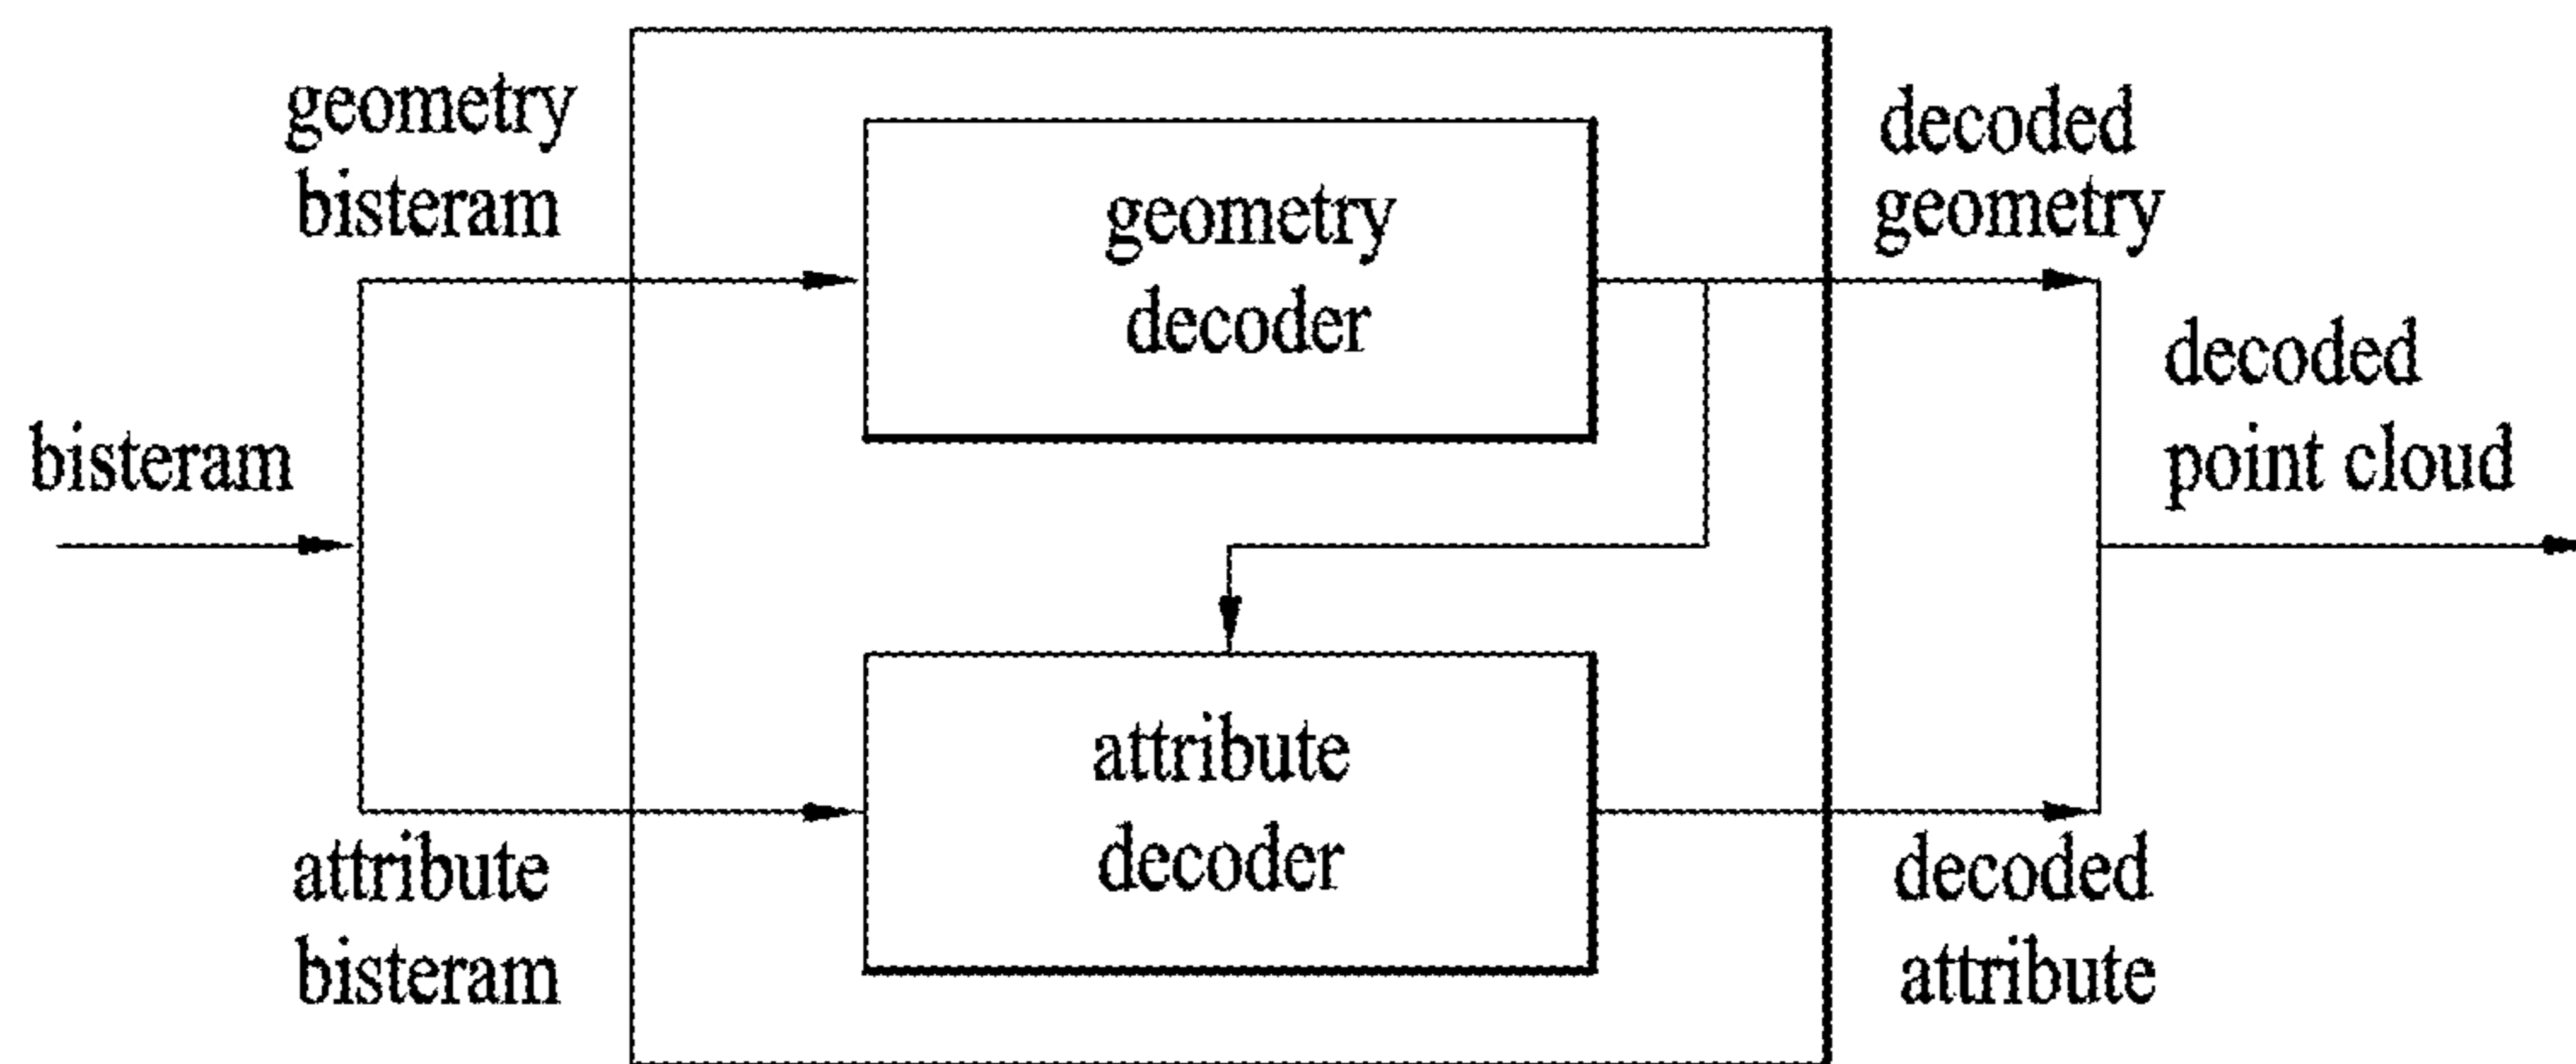 bisteram
geometry
bisteram
attribute
bisteram
geometry
decoder
attribute
decoder
decoded
geometry
decoded
attribute
decoded
point cloud